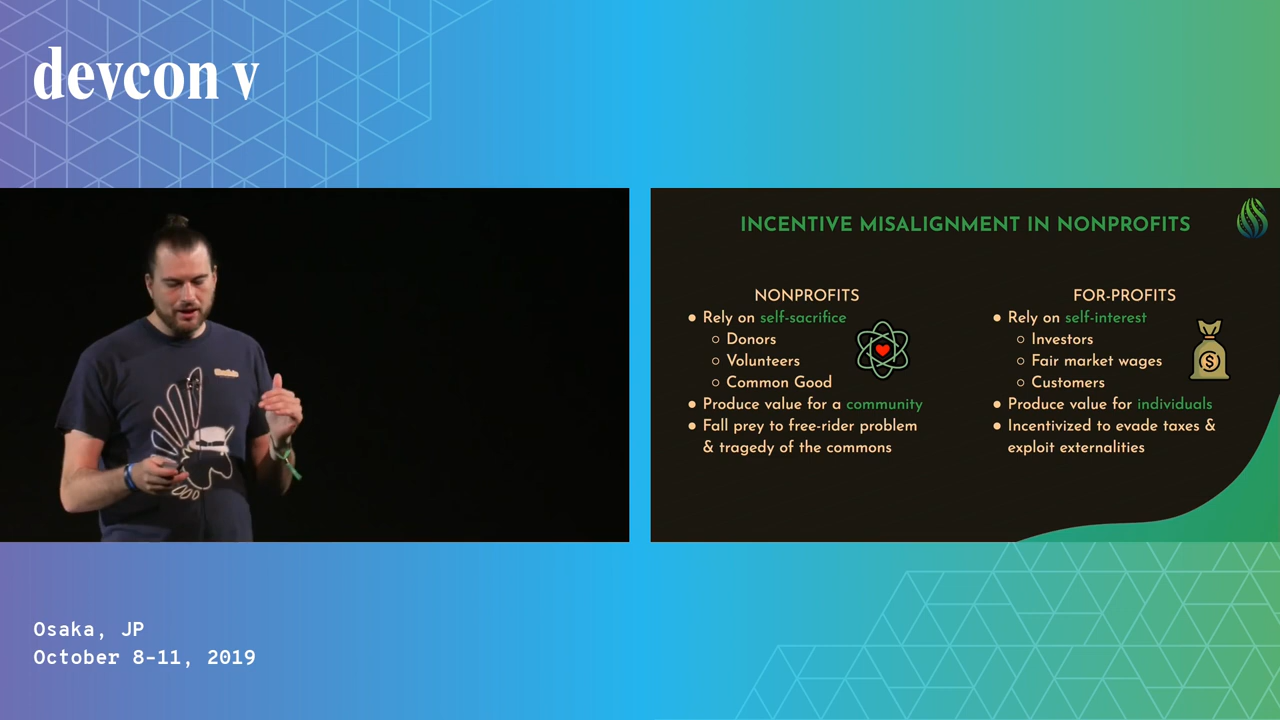 devcon v
INCENTIVE MISALIGNMENT IN NONPROFITS
NONPROFITS
● Rely on self-sacrifice
○ Donors
○ Volunteers
○ Common Good
● Produce value for a community
● Fall prey to free-rider problem
& tragedy of the commons
FOR-PROFITS
● Rely on self-interest
○ Investors
○ Fair market wages
○ Customers
● Produce value for individuals
● Incentivized to evade taxes &
exploit externalities
$
Osaka, JP
October 8-11, 2019